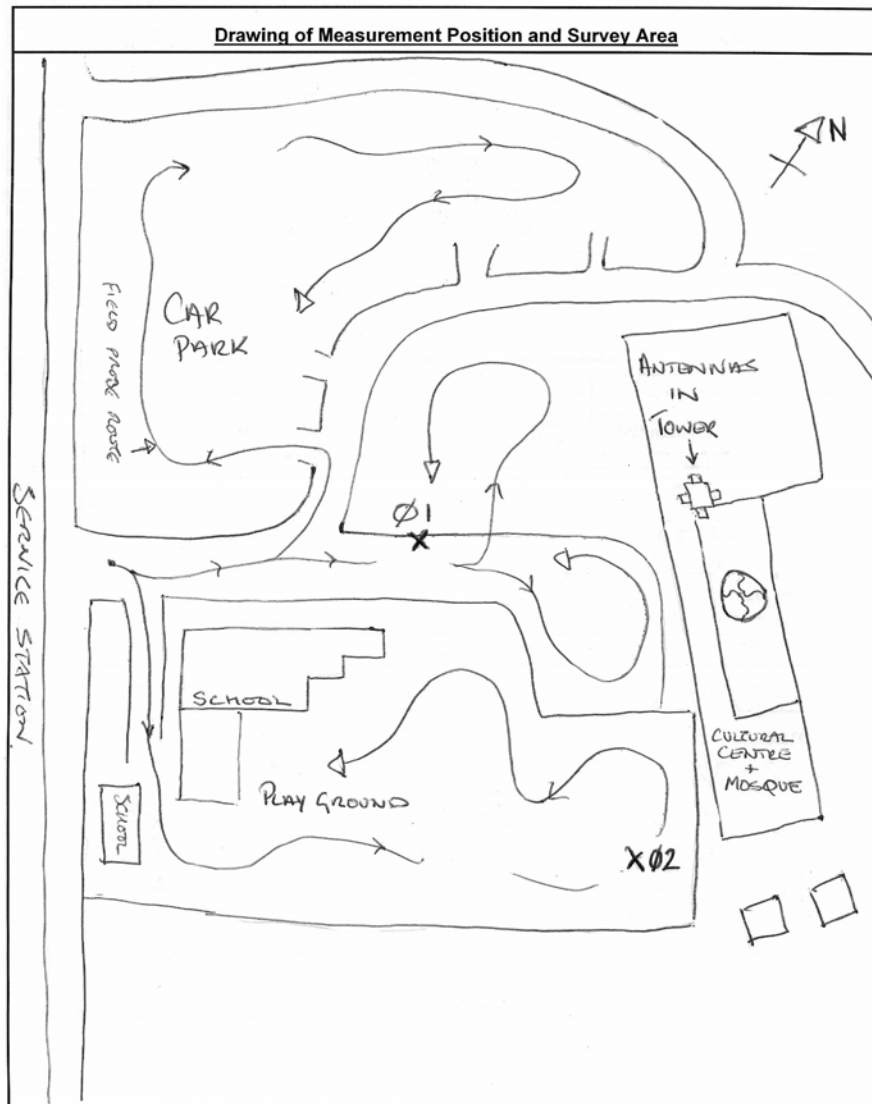 Drawing of Measurement Position and Survey Area
N
CAR
PARK
FIELD PROBE ROUTE
ANTENNAS
IN
TOWER
Ø1
X
SERVICE STATION
SCHOOL
CULTURAL
CENTRE
+
MOSQUE
PLAY GROUND
SCHOOL
XØ2